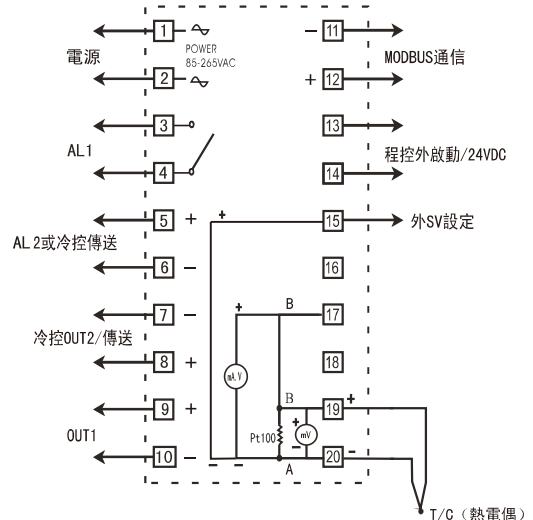 1
11
－
MODBUS通信
電源
POWER
85-265VAC
2
＋
12
3
13
AL1
程控外啟動/24VDC
4
14
5
＋
＋
15
外SV設定
AL2或冷控傳送
6
－
16
＋
B
7
－
17
冷控OUT2/傳送
8
＋
18
mA.V
B
9
＋
19
＋
OUT1
Pt100
＋
mV
－
10
－
－
－
A
20
－
T/C（熱電偶）